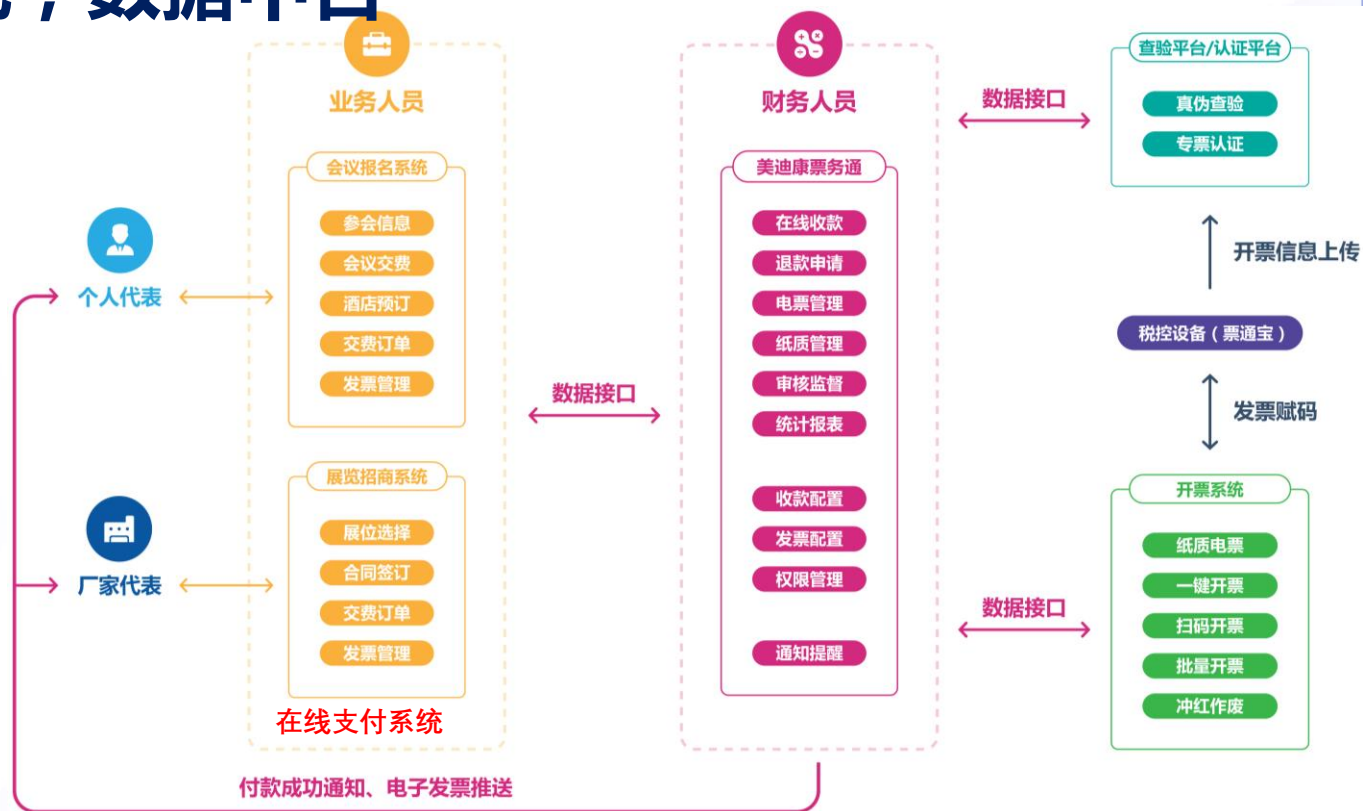 ，数据中台
业务人员
会议报名系统
参会信息
会议交费
酒店预订
交费订单
发票管理
展览招商系统
展位选择
合同签订
交费订单
发票管理
在线支付系统
个人代表
厂家代表
数据接口
财务人员
美迪康票务通
在线收款
退款申请
电票管理
纸质管理
审核监督
统计报表
收款配置
发票配置
权限管理
通知提醒
数据接口
数据接口
查验平台/认证平台
真伪查验
专票认证
开票信息上传
税控设备（票通宝）
发票赋码
开票系统
纸质电票
一键开票
扫码开票
批量开票
冲红作废
付款成功通知、电子发票推送